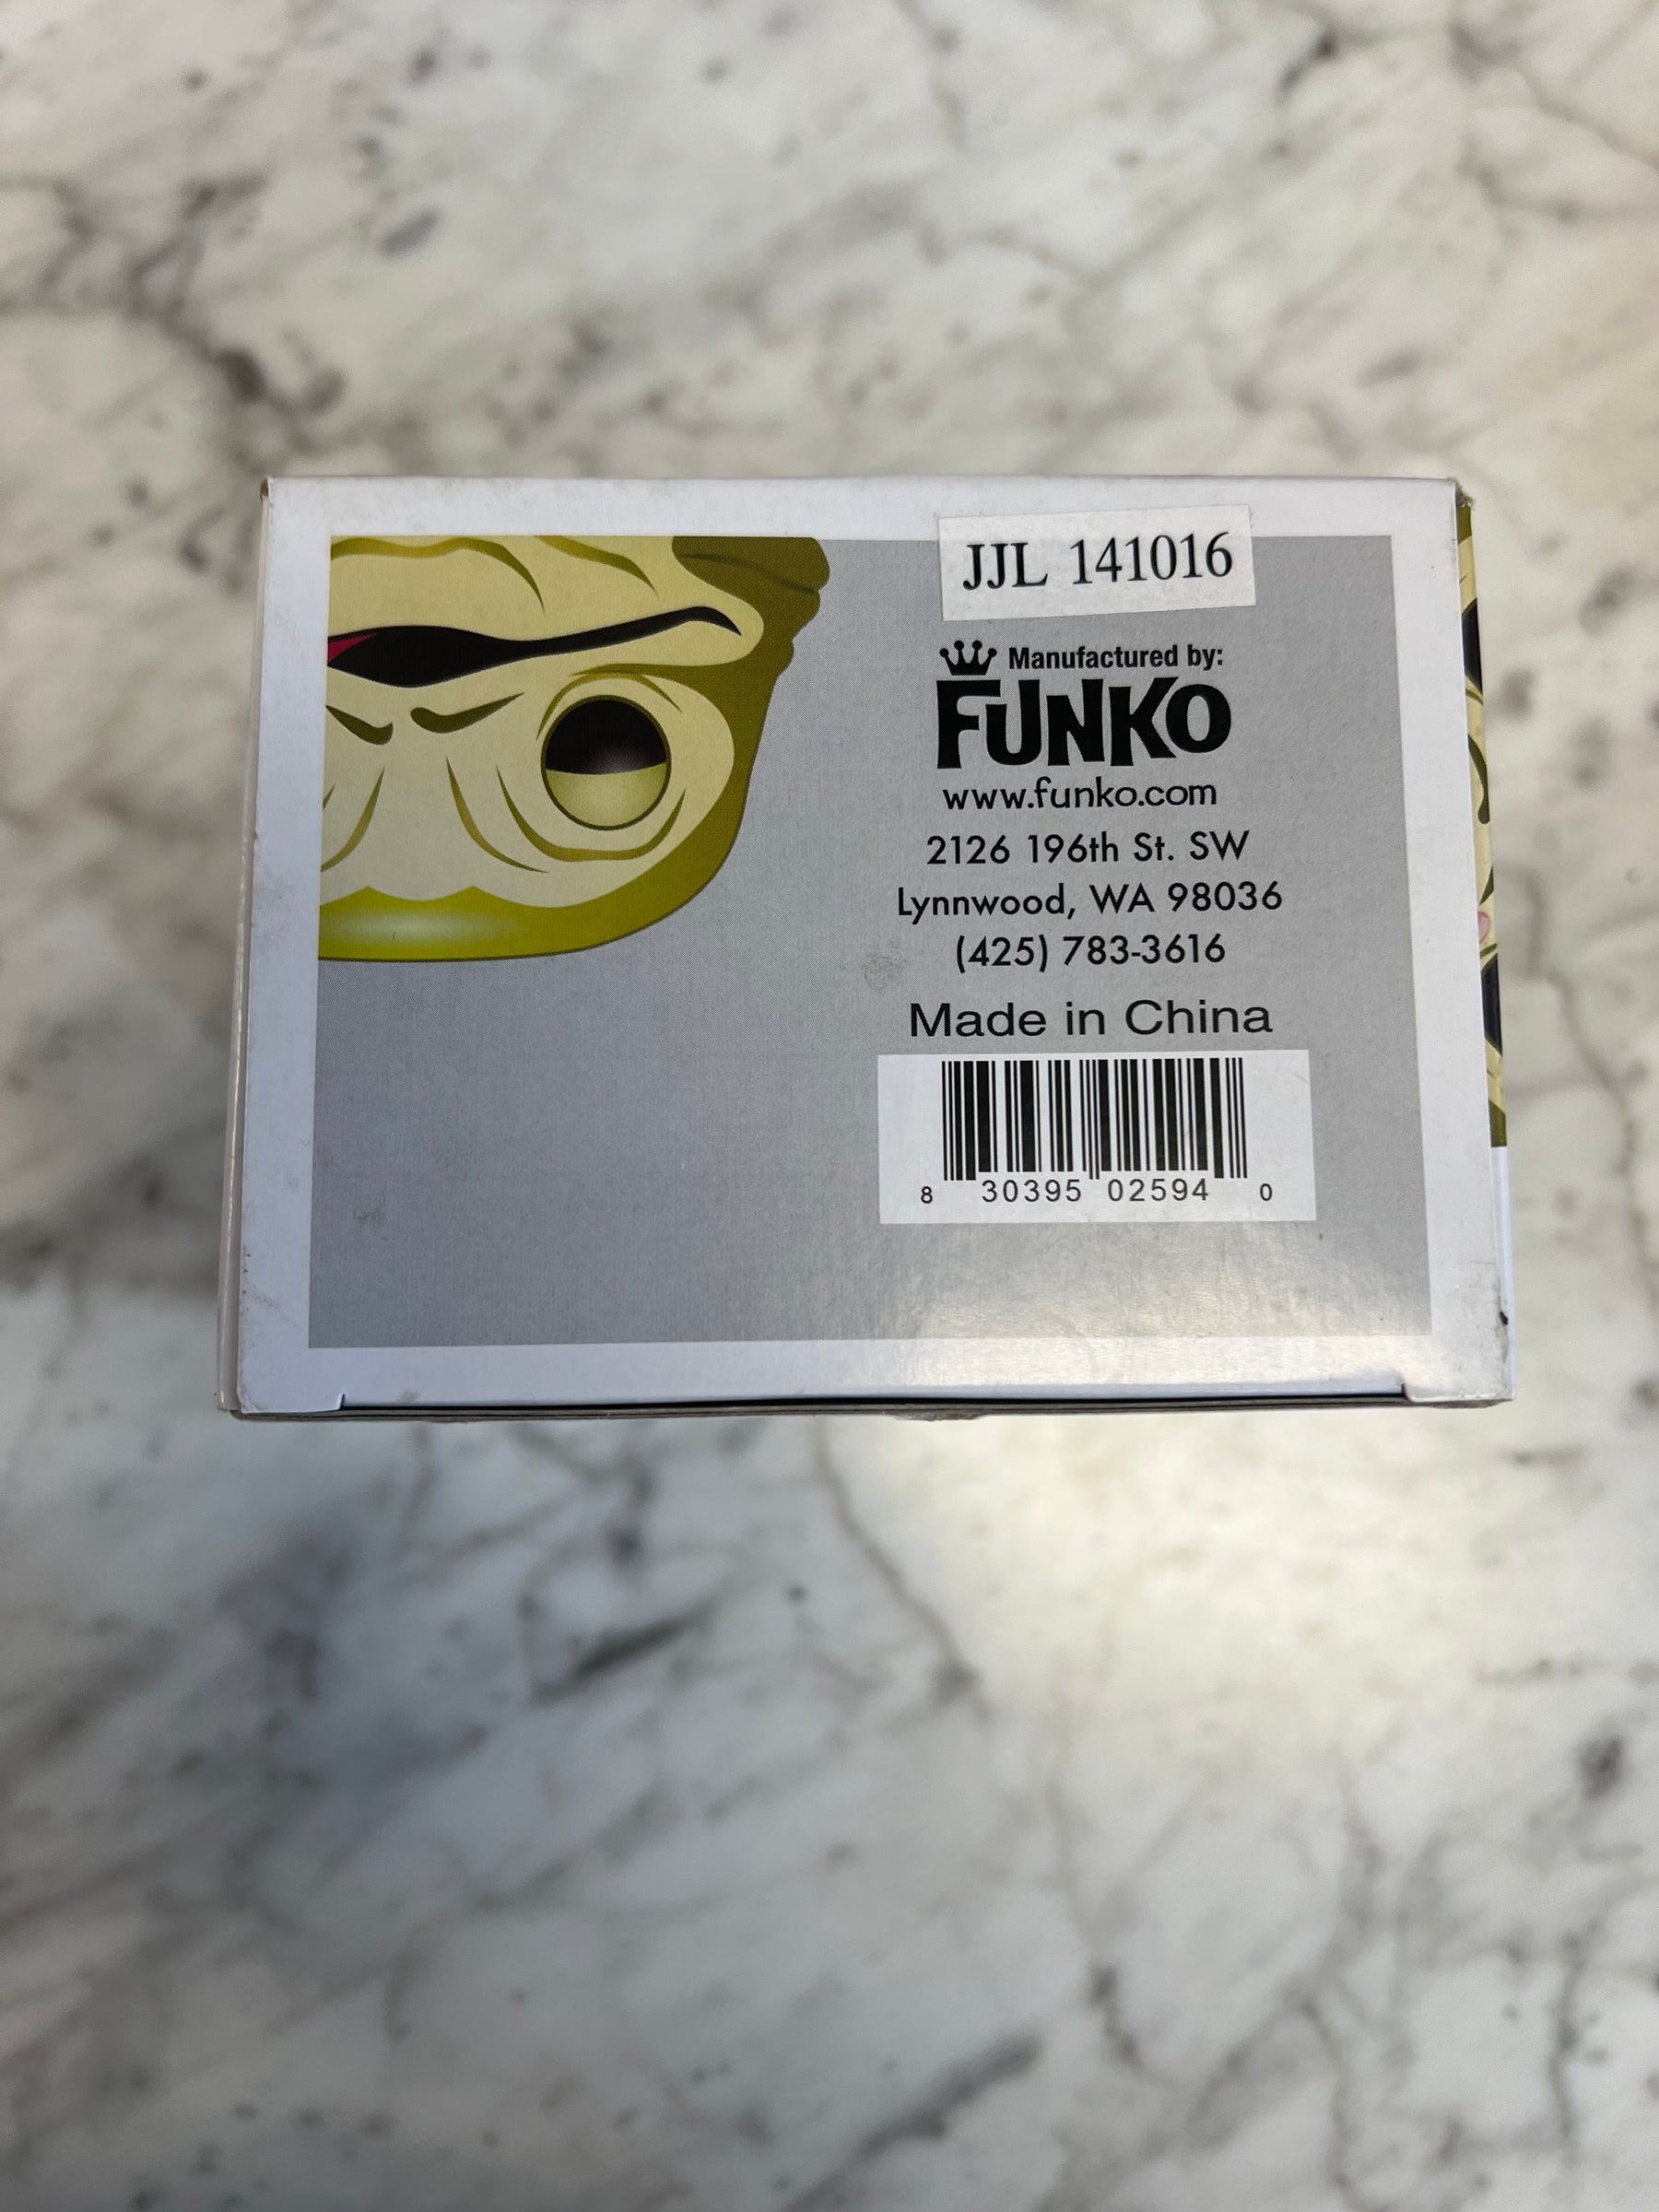 JJL 141016
Manufactured by:
FUNKO
www.funko.com
2126 196th St. SW
Lynnwood, WA 98036
(425) 783-3616
Made in China
8 30395 02594 0